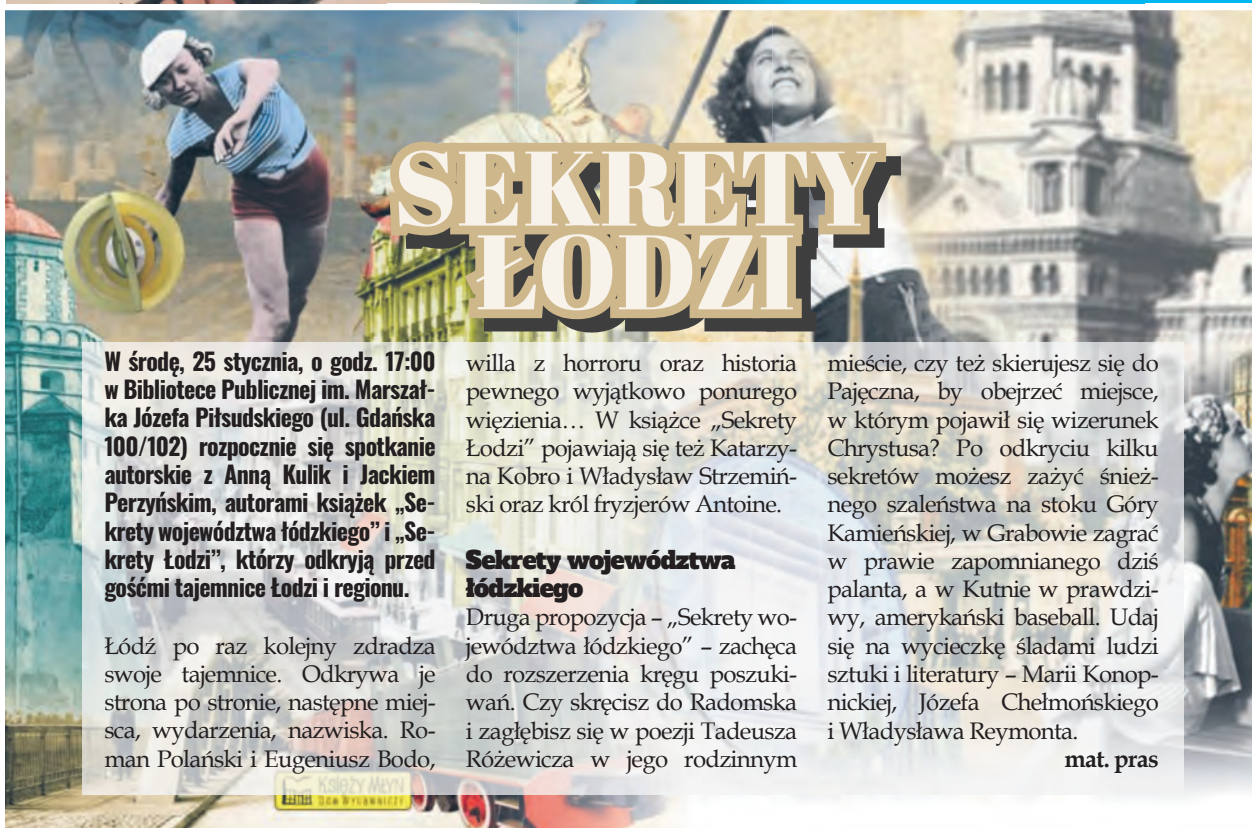 SEKRETY
ŁODZI
W środę, 25 stycznia, o godz. 17:00
w Bibliotece Publicznej im. Marszał-
ka Józefa Piłsudskiego (ul. Gdańska
100/102) rozpocznie się spotkanie
autorskie z Anną Kulik i Jackiem
Perzyńskim, autorami książek „Se-
krety województwa łódzkiego” i „Se-
krety Łodzi”, którzy odkryją przed
gośćmi tajemnice Łodzi i regionu.
Łódź po raz kolejny zdradza
swoje tajemnice. Odkrywa je
strona po stronie, następne miej-
sca, wydarzenia, nazwiska. Ro-
man Polański i Eugeniusz Bodo,
willa z horroru oraz historia
pewnego wyjątkowo ponurego
więzienia… W książce „Sekrety
Łodzi” pojawiają się też Katarzy-
na Kobro i Władysław Strzemiń-
ski oraz król fryzjerów Antoine.
Sekrety województwa
łódzkiego
Druga propozycja – „Sekrety wo-
jewództwa łódzkiego” – zachęca
do rozszerzenia kręgu poszuki-
wań. Czy skręcisz do Radomska
i zagłębisz się w poezji Tadeusza
Różewicza w jego rodzinnym
mieście, czy też skierujesz się do
Pajęczna, by obejrzeć miejsce,
w którym pojawił się wizerunek
Chrystusa? Po odkryciu kilku
sekretów możesz zażyć śnież-
nego szaleństwa na stoku Góry
Kamieńskiej, w Grabowie zagrać
w prawie zapomnianego dziś
palanta, a w Kutnie w prawdzi-
wy, amerykański baseball. Udaj
się na wycieczkę śladami ludzi
sztuki i literatury – Marii Konop-
nickiej, Józefa Chełmońskiego
i Władysława Reymonta.
mat. pras
KSIĘŻY MŁYN
DOM WYDAWNICZY